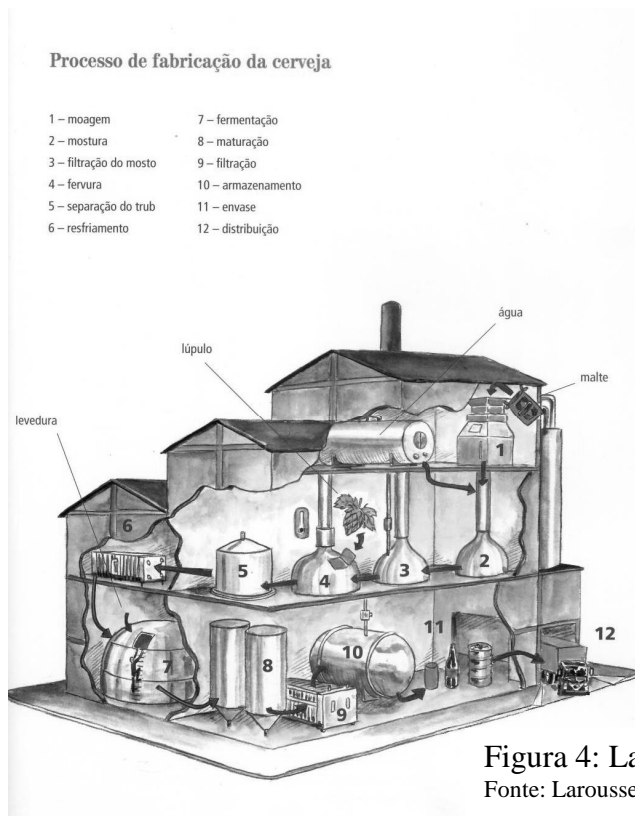 Processo de fabricação da cerveja
1 – moagem
2 – mostura
3 – filtração do mosto
4 – fervura
5 – separação do trub
6 – resfriamento
7 – fermentação
8 – maturação
9 – filtração
10 – armazenamento
11 – envase
12 – distribuição
água
lúpulo
malte
levedura
1
6
5
4
3
2
11
12
7
8
10
9
Figura 4: La
Fonte: Larousse